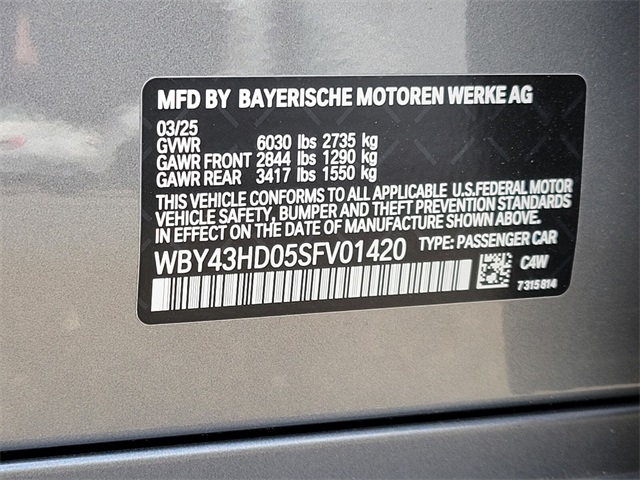 MFD BY BAYERISCHE MOTOREN WERKE AG
03/25
GVWR 6030 lbs 2735 kg
GAWR FRONT 2844 lbs 1290 kg
GAWR REAR 3417 lbs 1550 kg
THIS VEHICLE CONFORMS TO ALL APPLICABLE U.S.FEDERAL MOTOR
VEHICLE SAFETY, BUMPER AND THEFT PREVENTION STANDARDS
IN EFFECT ON THE DATE OF MANUFACTURE SHOWN ABOVE.
WBY43HD05SFV01420 TYPE: PASSENGER CAR
C4W
7315814